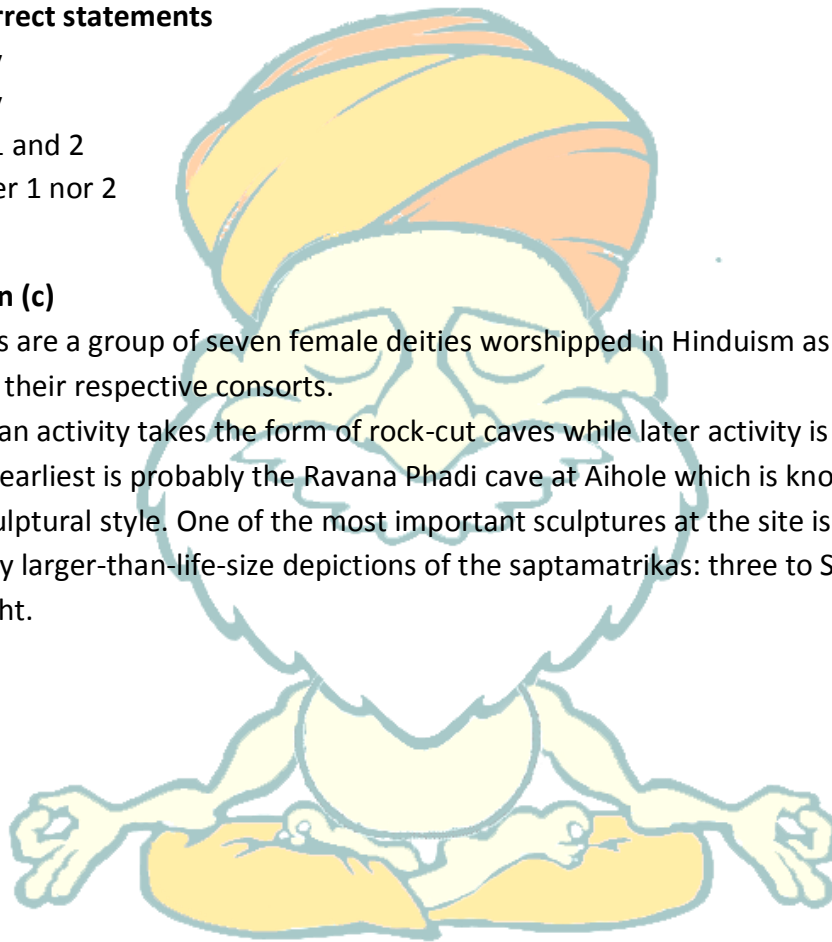 rrect statements
1 and 2
er 1 nor 2
n (c)
s are a group of seven female deities worshipped in Hinduism as
their respective consorts.
an activity takes the form of rock-cut caves while later activity is
earliest is probably the Ravana Phadi cave at Aihole which is kno
ulptural style. One of the most important sculptures at the site is
y larger-than-life-size depictions of the saptamatrikas: three to S
ht.